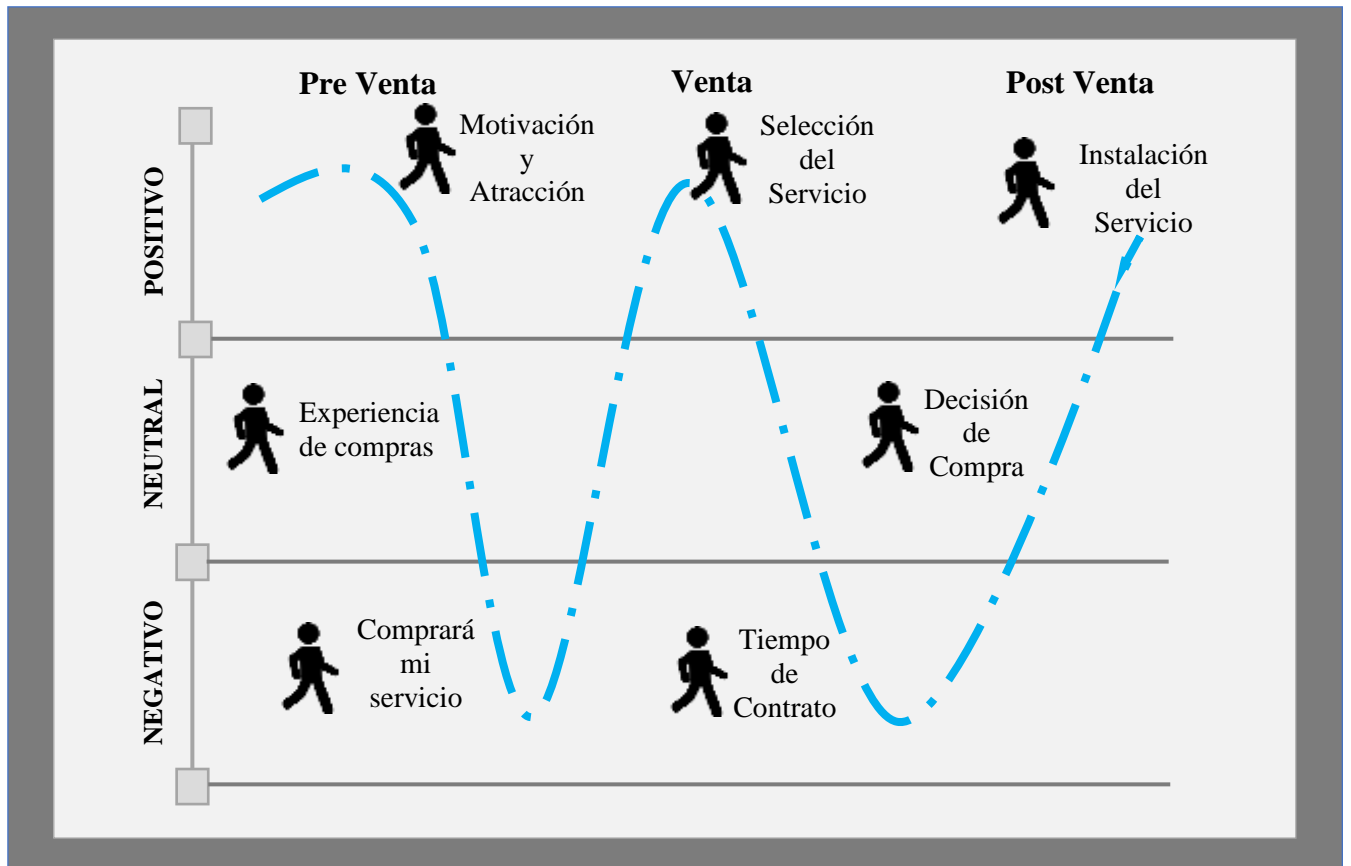 Pre Venta
Venta
Post Venta
POSITIVO
Motivación
y
Atracción
Selección
del
Servicio
Instalación
del
Servicio
NEUTRAL
Experiencia
de compras
Decisión
de
Compra
NEGATIVO
Comprará
mi
servicio
Tiempo
de
Contrato